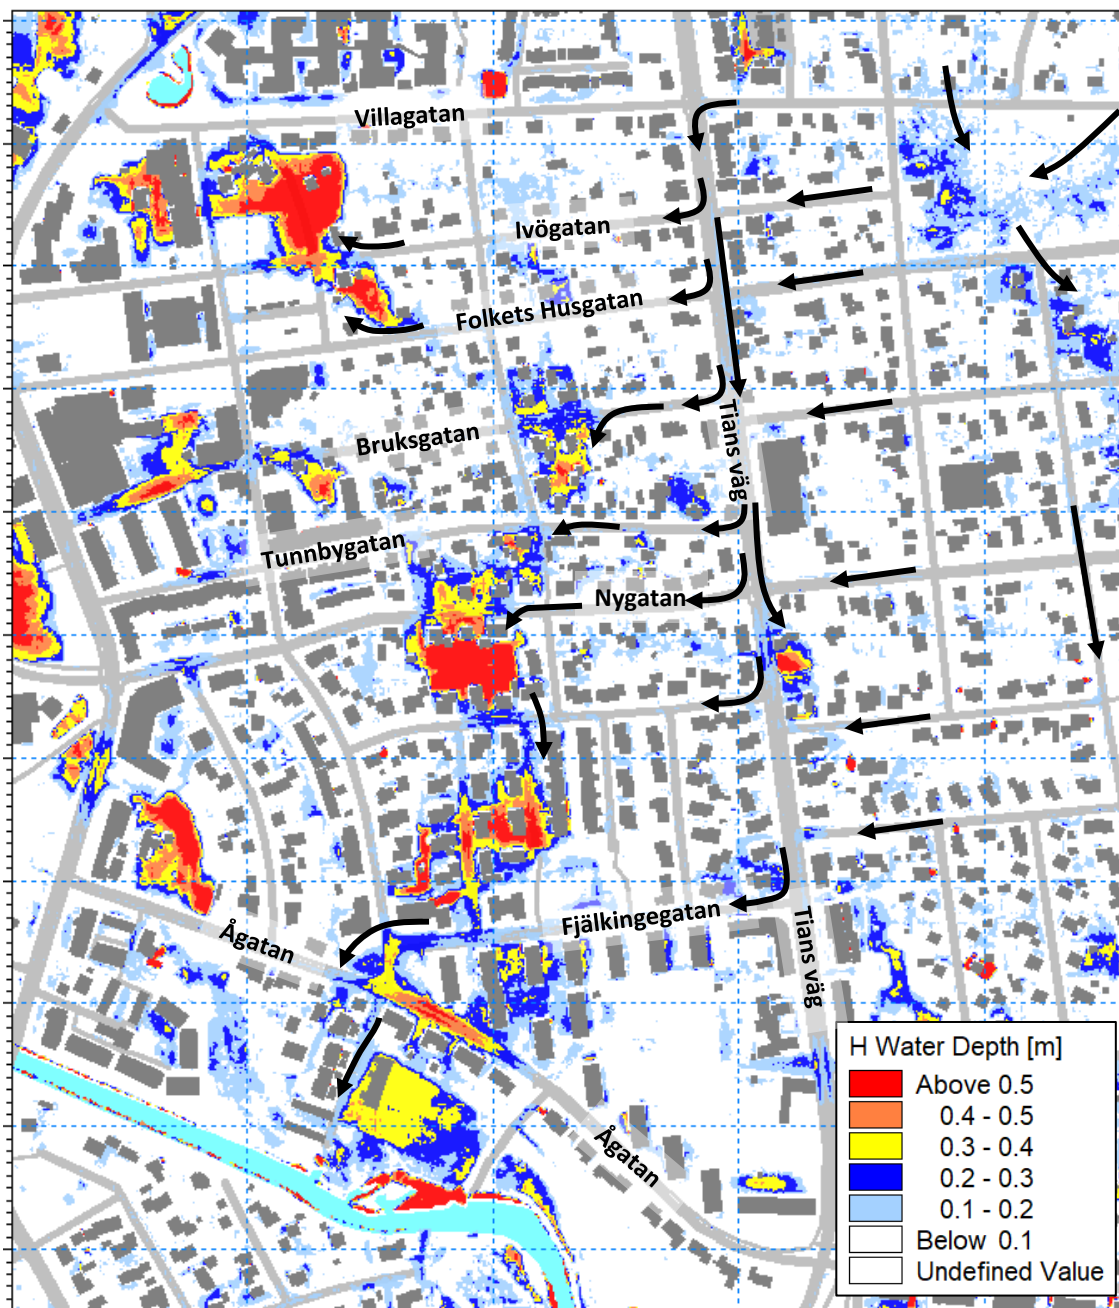 Villagatan
Ivögatan
Folkets Husgatan
Tians väg
Bruksgatan
Tunnbygatan
Nygatan
Fjälkingegatan
Ågatan
Tians väg
Ågatan
H Water Depth [m]
Above 0.5
0.4 - 0.5
0.3 - 0.4
0.2 - 0.3
0.1 - 0.2
Below 0.1
Undefined Value